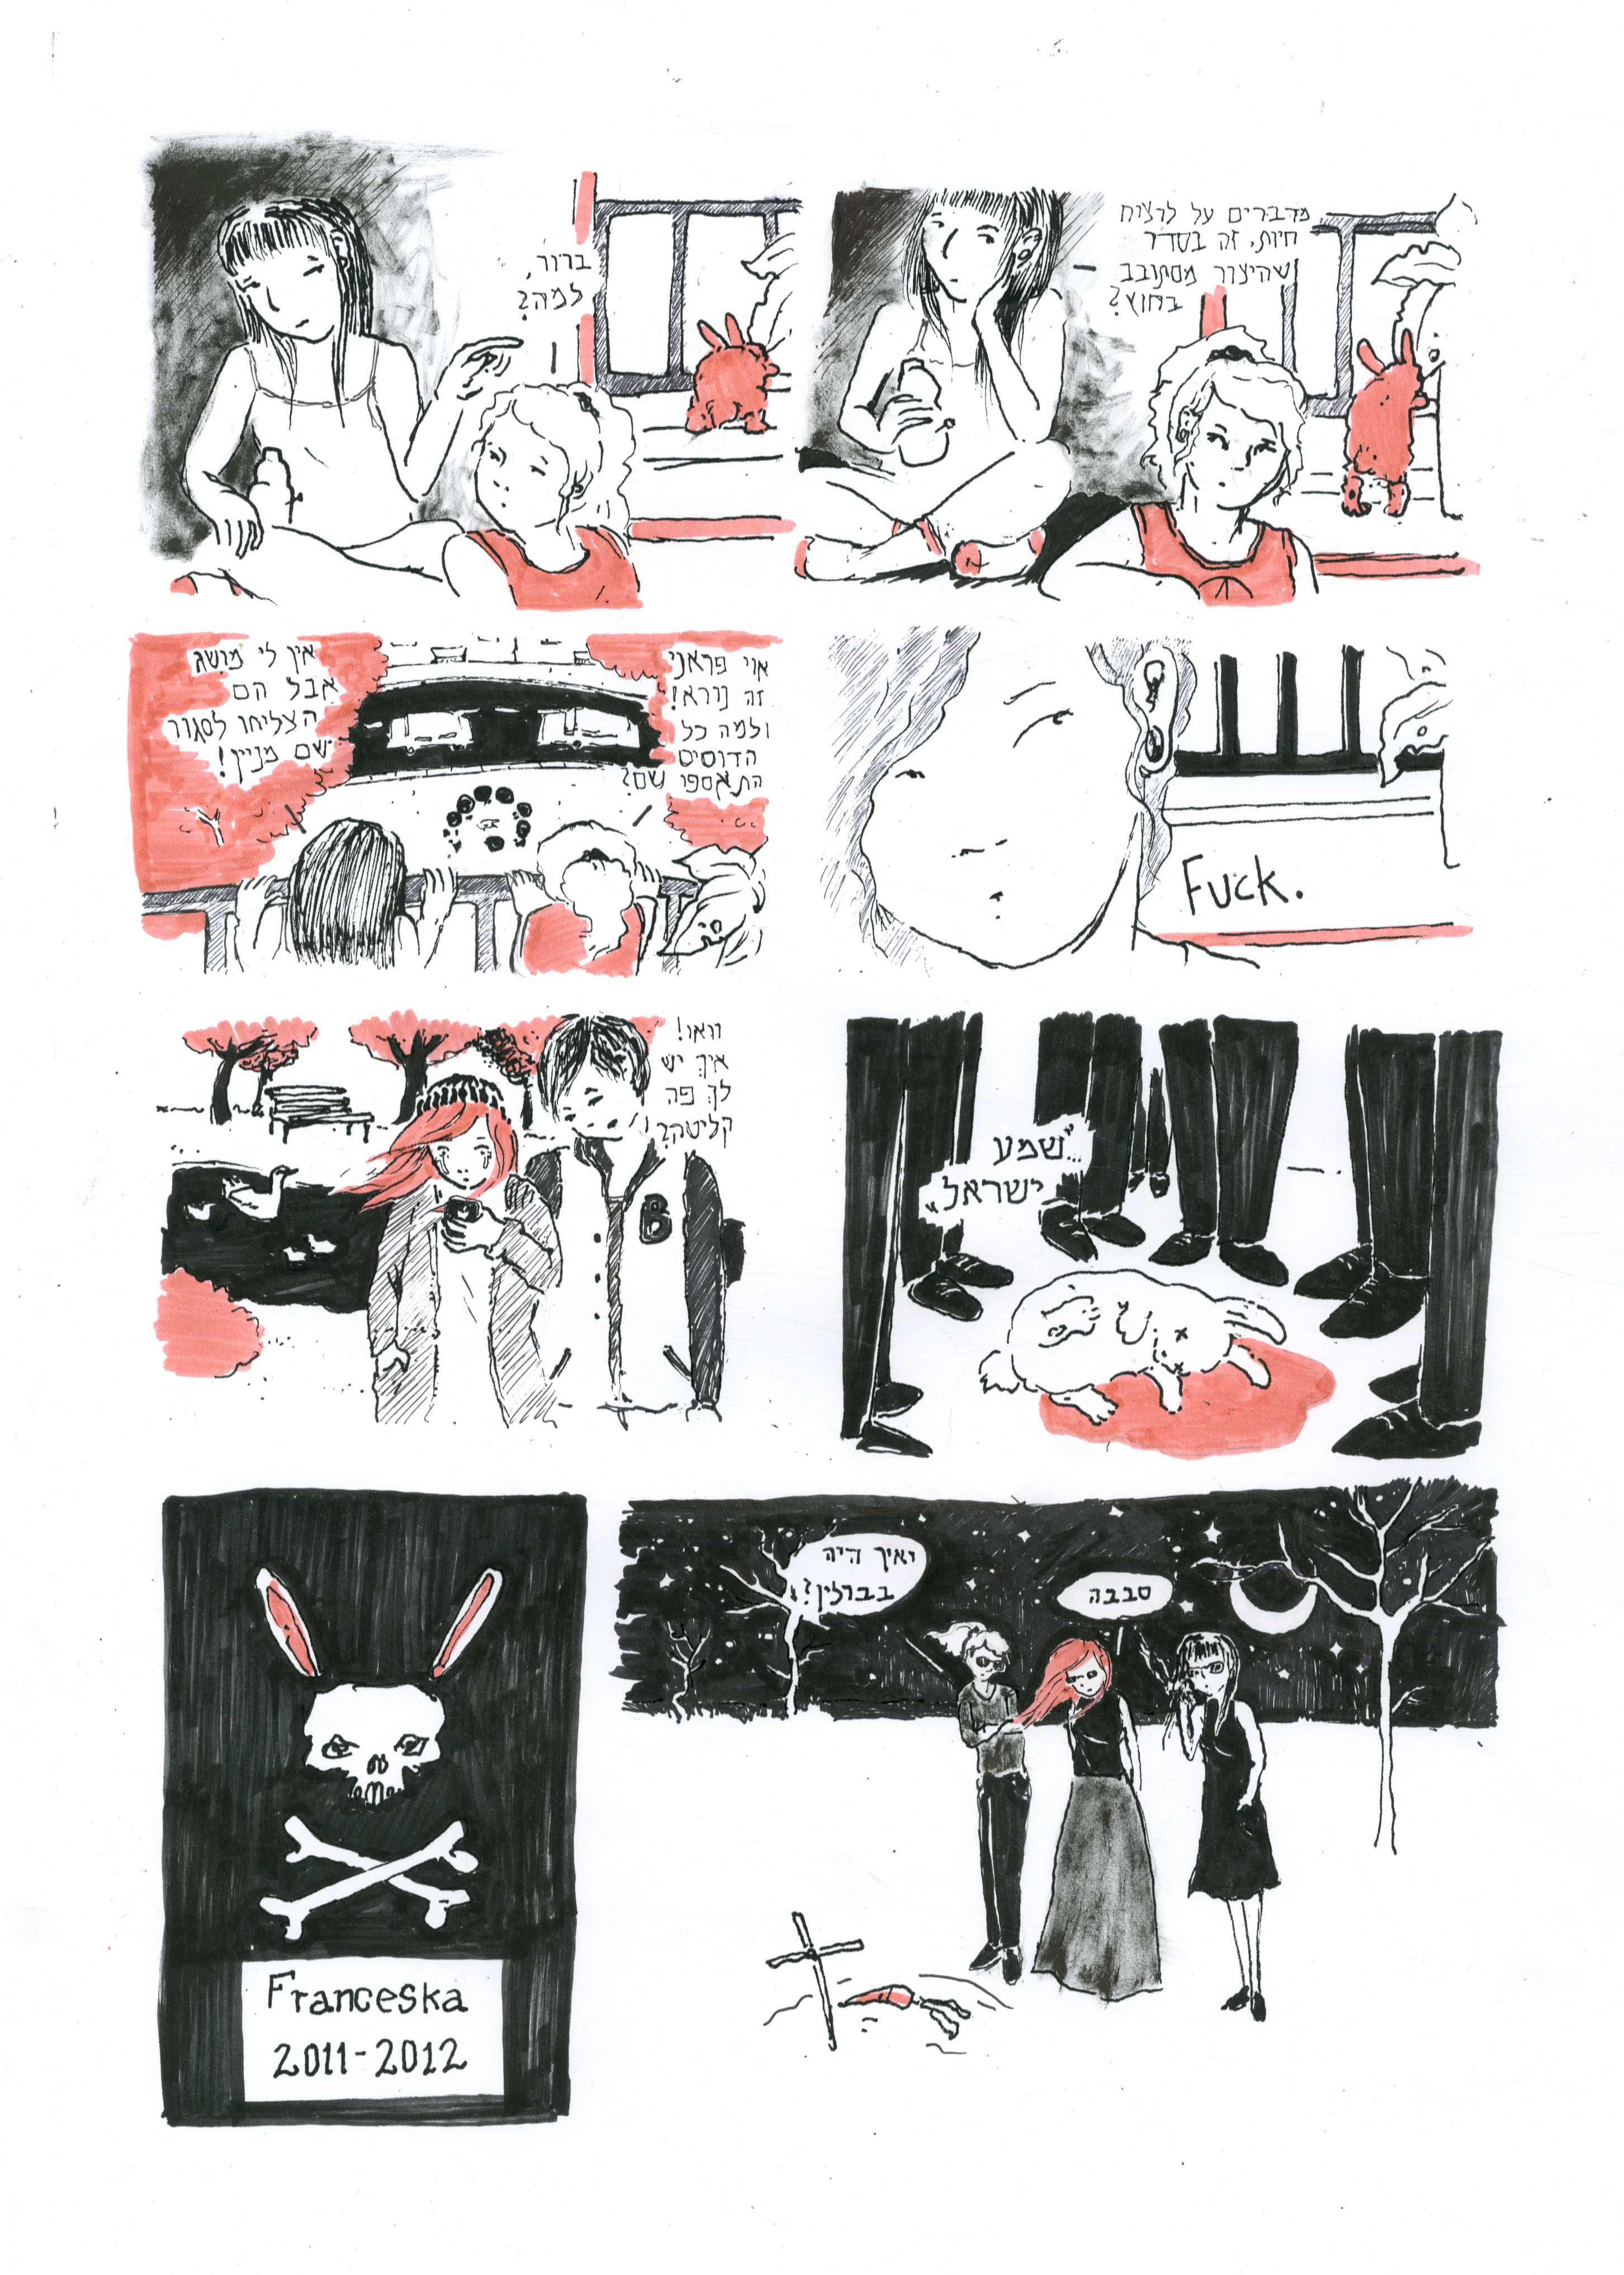 מדברים על לרצוח
חיות, זה בסדר
שהיצור מסתובב
בחוץ?
ברור,
למה?
Fuck.
אוי פראני
זה נורא!
ולמה כל
הדוסים
התאספו שם?
אין לי מושג
אבל הם
הצליחו לסגור
שם מניין!
"שמע
ישראל"...
וואו!
איך יש
לך פה
קליטה?
ואיך היה
בברלין?
סבבה
Franceska
2011-2012
B